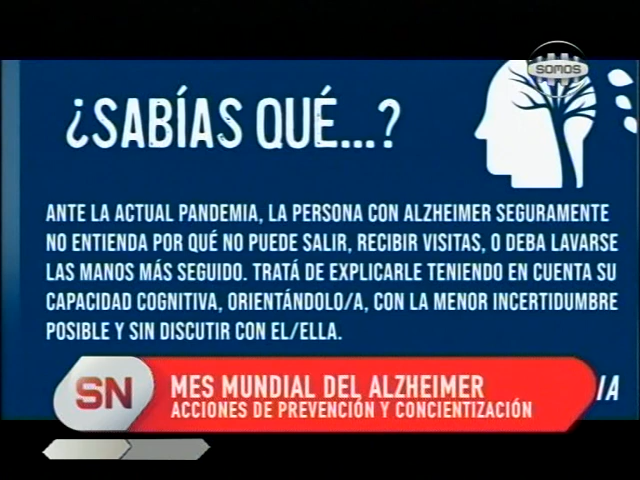 SOMOS
¿SABÍAS QUÉ...?
ANTE LA ACTUAL PANDEMIA, LA PERSONA CON ALZHEIMER SEGURAMENTE
NO ENTIENDA POR QUÉ NO PUEDE SALIR, RECIBIR VISITAS, O DEBA LAVARSE
LAS MANOS MÁS SEGUIDO. TRATÁ DE EXPLICARLE TENIENDO EN CUENTA SU
CAPACIDAD COGNITIVA, ORIENTÁNDOLO/A, CON LA MENOR INCERTIDUMBRE
POSIBLE Y SIN DISCUTIR CON EL/ELLA.
SN
MES MUNDIAL DEL ALZHEIMER
ACCIONES DE PREVENCIÓN Y CONCIENTIZACIÓN